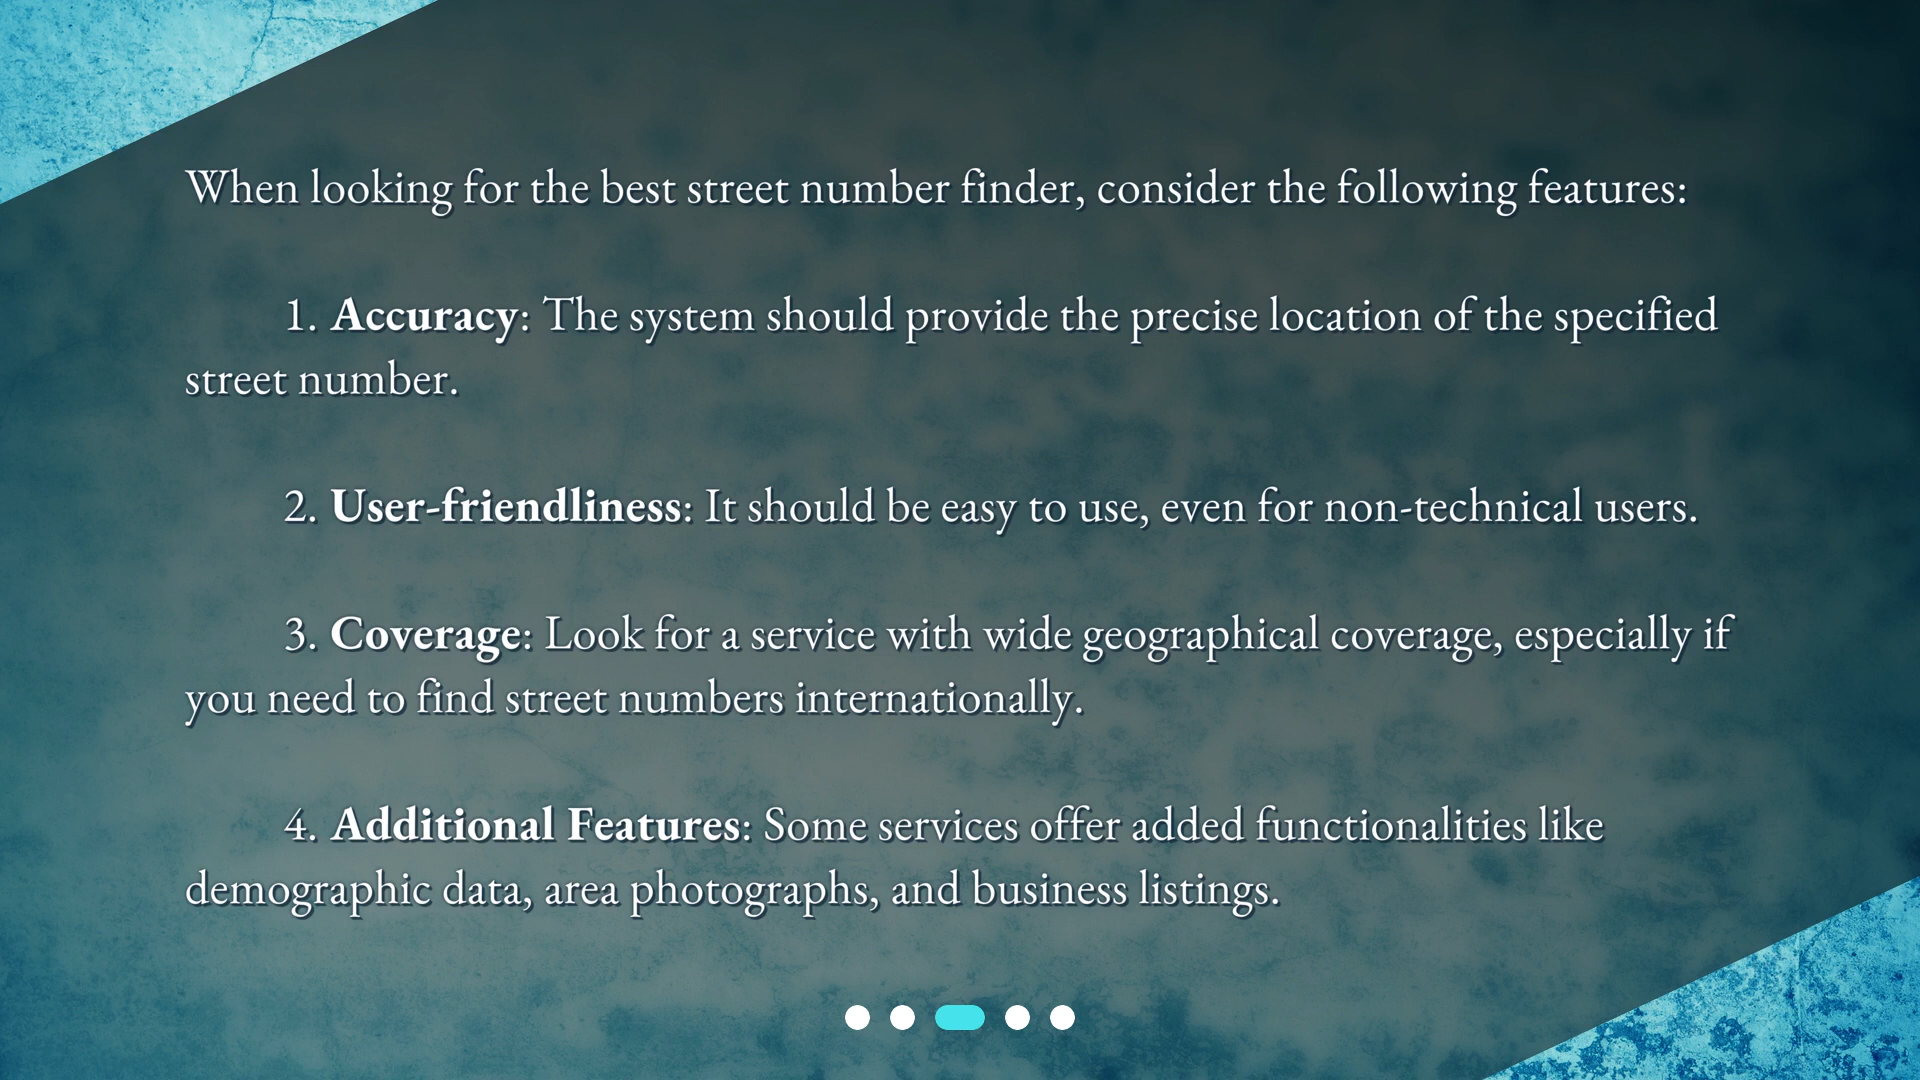 When looking for the best street number finder, consider the following features:
1. Accuracy: The system should provide the precise location of the specified
street number.
2. User-friendliness: It should be easy to use, even for non-technical users.
3. Coverage: Look for a service with wide geographical coverage, especially if
you need to find street numbers internationally.
4. Additional Features: Some services offer added functionalities like
demographic data, area photographs, and business listings.